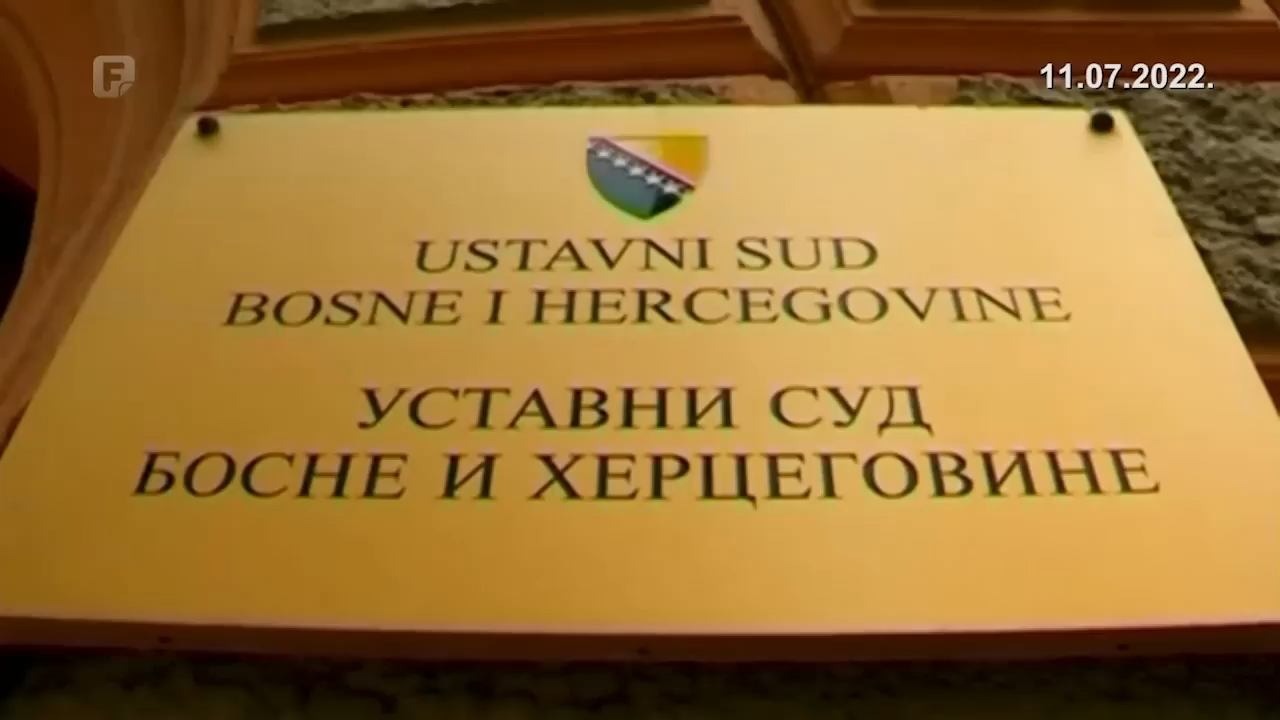 F
11.07.2022.
USTAVNI SUD
BOSNE I HERCEGOVINE
УСТАВНИ СУД
БОСНЕ И ХЕРЦЕГОВИНЕ